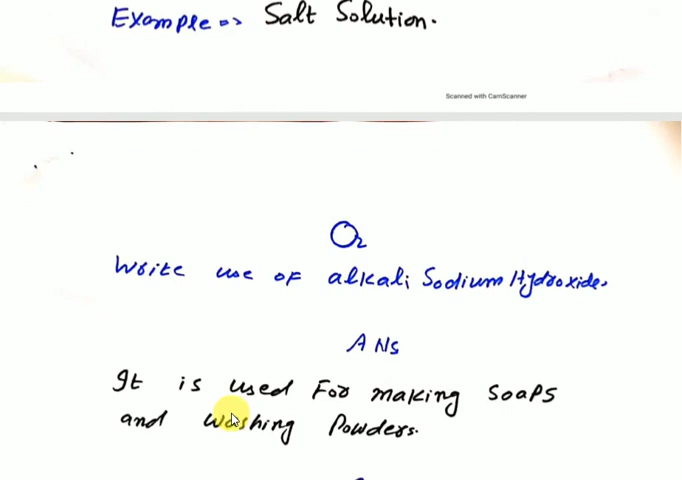 Example => Salt Solution.
Scanned with CamScanner
Or
Write use of alkali Sodium Hydroxide.
ANs
It is used For making SoaPs
and washing Powders.